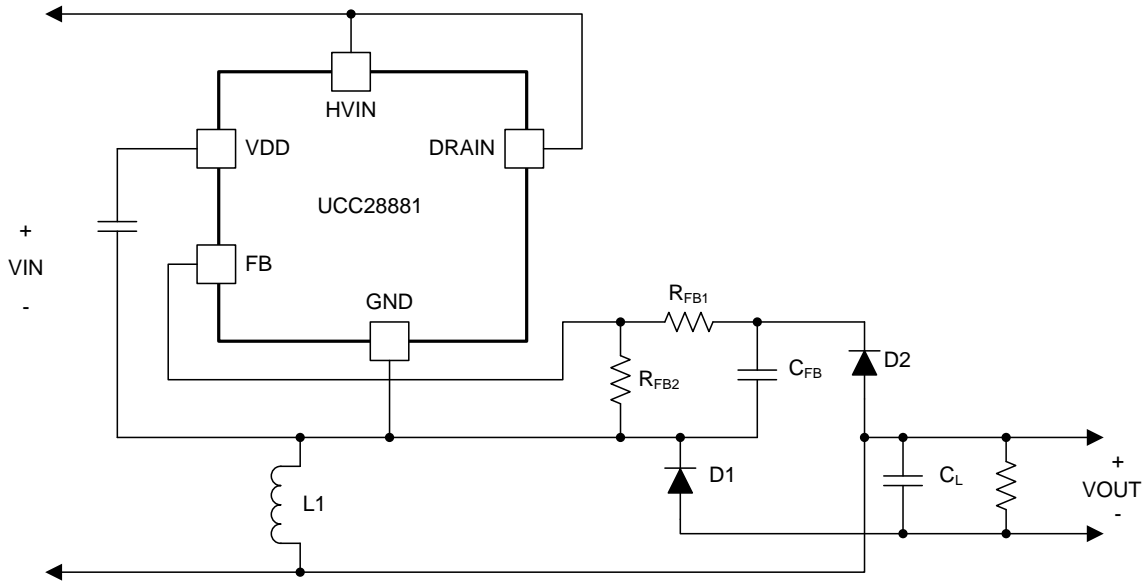 HVIN
VDD
DRAIN
UCC28881
+
VIN
-
FB
GND
RFB1
RFB2
CFB
D2
D1
L1
CL
+
VOUT
-